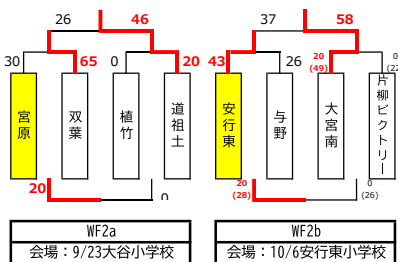 26 46 37 58
30 65 0 20 43 26 20 0
(49) (22
宮原
双葉
植竹
道祖土
安行東
与野
大宮南
片柳ビクトリー
20 0 20 0
(28) (26)
WF2a WF2b
会場：9/23大谷小学校 会場：10/6安行東小学校